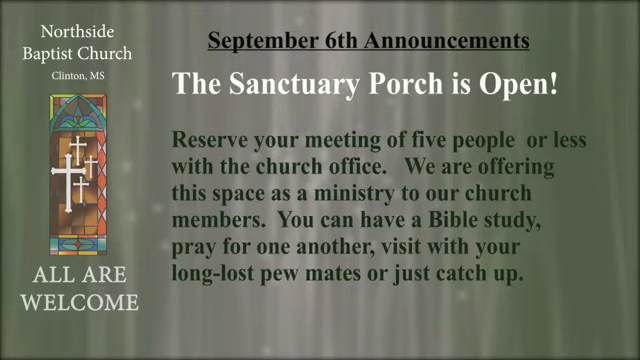 Northside
Baptist Church
Clinton, MS
ALL ARE
WELCOME
September 6th Announcements
The Sanctuary Porch is Open!
Reserve your meeting of five people or less
with the church office. We are offering
this space as a ministry to our church
members. You can have a Bible study,
pray for one another, visit with your
long-lost pew mates or just catch up.